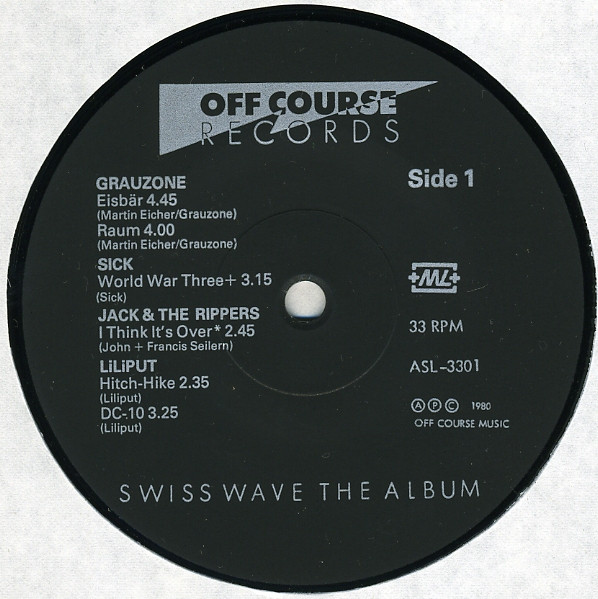 OFF COURSE
RECORDS
GRAUZONE
Eisbär 4.45
(Martin Eicher/Grauzone)
Raum 4.00
(Martin Eicher/Grauzone)
SICK
World War Three+ 3.15
(Sick)
JACK & THE RIPPERS
I Think It's Over* 2.45
(John + Francis Seilern)
LiLiPUT
Hitch-Hike 2.35
(Liliput)
DC-10 3.25
(Liliput)
Side 1
+ML+
33 RPM
ASL-3301
Ⓐ Ⓟ Ⓒ 1980
OFF COURSE MUSIC
SWISS WAVE THE ALBUM